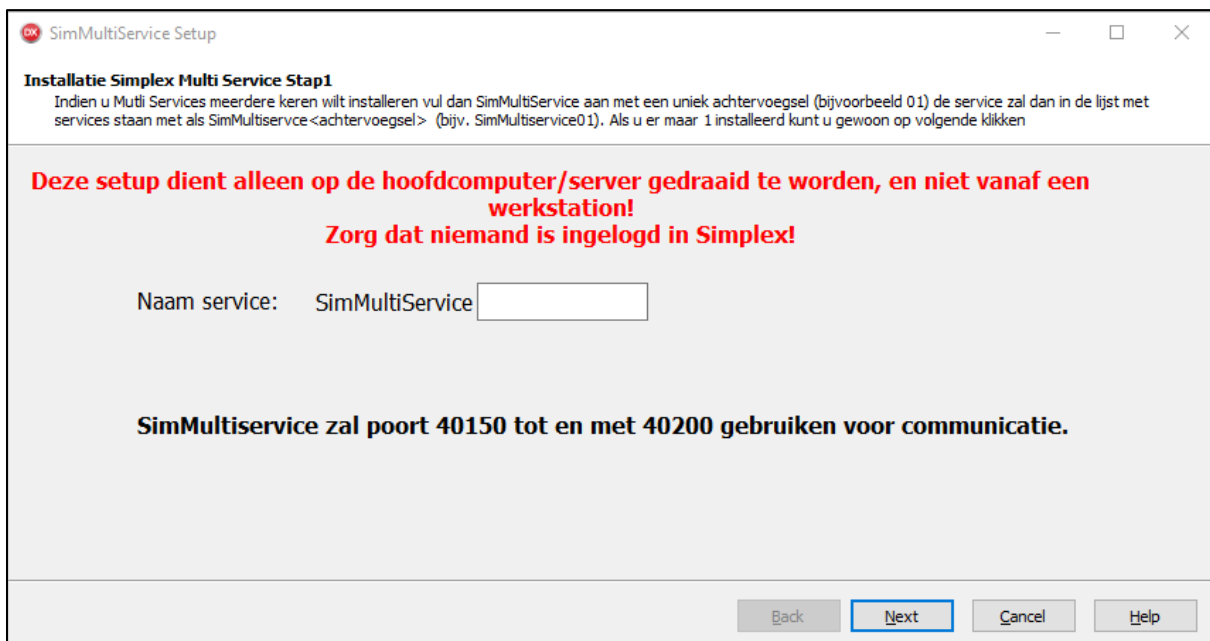 DX SimMultiService Setup
Installatie Simplex Multi Service Stap1
Indien u Mutli Services meerdere keren wilt installeren vul dan SimMultiService aan met een uniek achtervoegsel (bijvoorbeeld 01) de service zal dan in de lijst met
services staan met als SimMultiservce<achtervoegsel> (bijv. SimMultiservice01). Als u er maar 1 installeerd kunt u gewoon op volgende klikken
Deze setup dient alleen op de hoofdcomputer/server gedraaid te worden, en niet vanaf een
werkstation!
Zorg dat niemand is ingelogd in Simplex!
Naam service: SimMultiService
SimMultiservice zal poort 40150 tot en met 40200 gebruiken voor communicatie.
Back Next Cancel Help